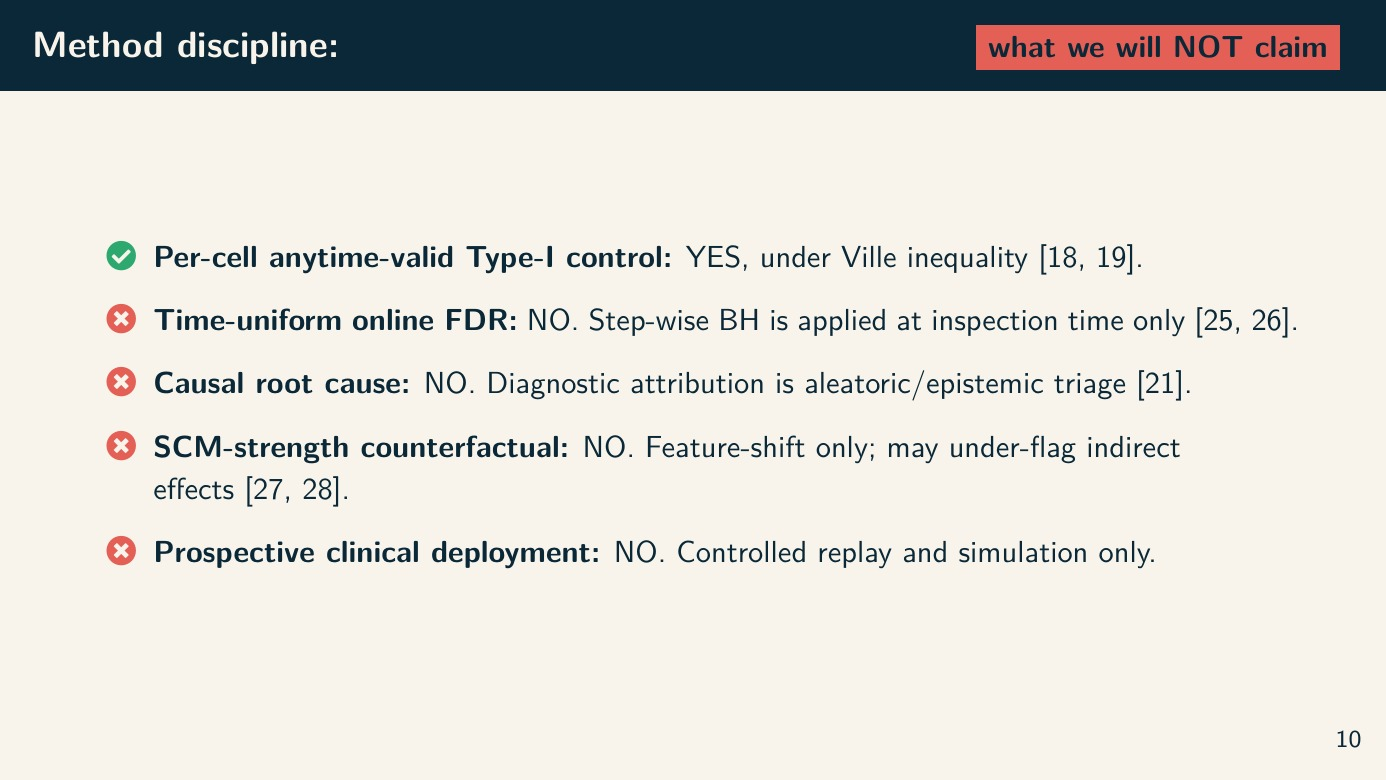 Method discipline:
what we will NOT claim
Per-cell anytime-valid Type-I control: YES, under Ville inequality [18, 19].
Time-uniform online FDR: NO. Step-wise BH is applied at inspection time only [25, 26].
Causal root cause: NO. Diagnostic attribution is aleatoric/epistemic triage [21].
SCM-strength counterfactual: NO. Feature-shift only; may under-flag indirect
effects [27, 28].
Prospective clinical deployment: NO. Controlled replay and simulation only.
10